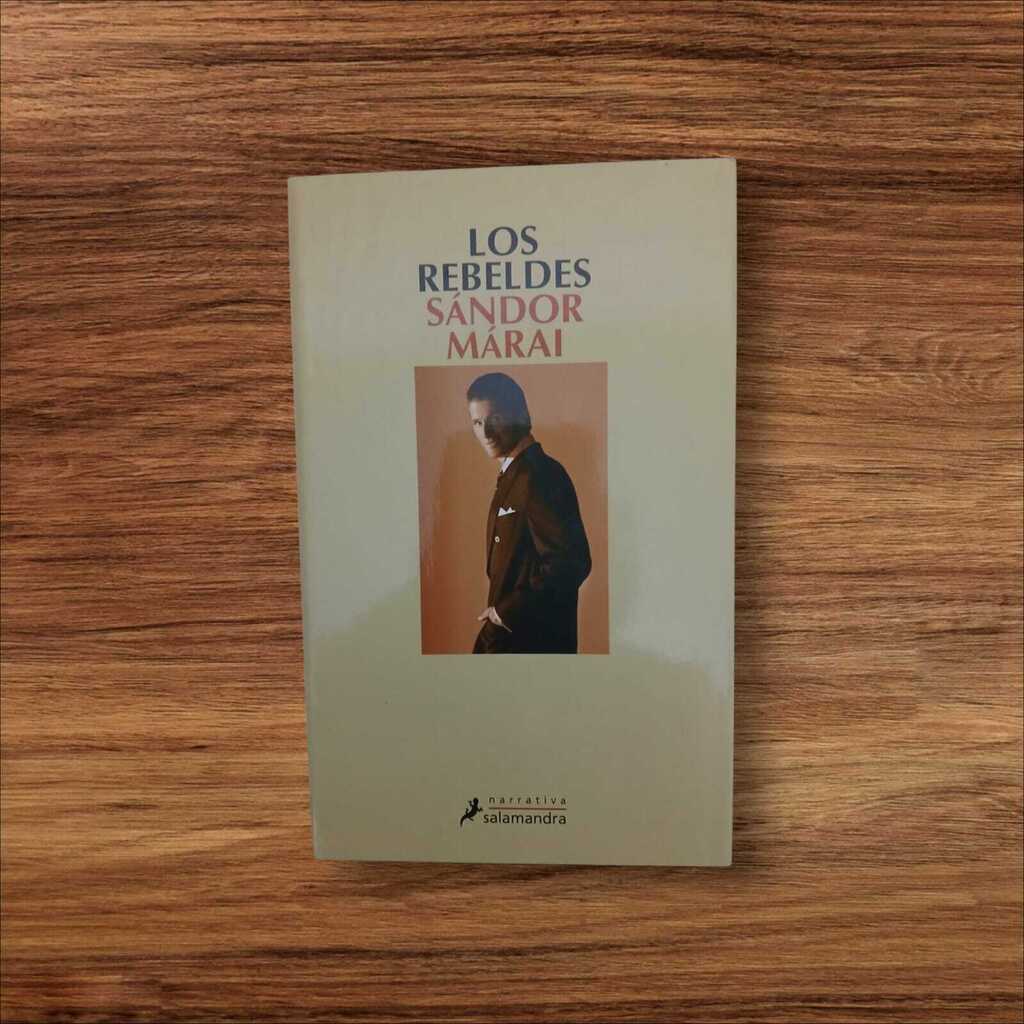 LOS
REBELDES
SÁNDOR
MÁRAI
narrativa
salamandra